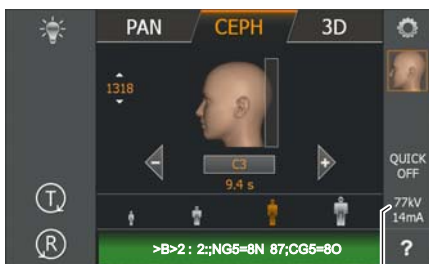 PAN CEPH 3D
1318
C3
9.4 s
QUICK
OFF
77kV
14mA
T
R
>B>2 : 2:;NG5=8N 87;CG5=8O
?